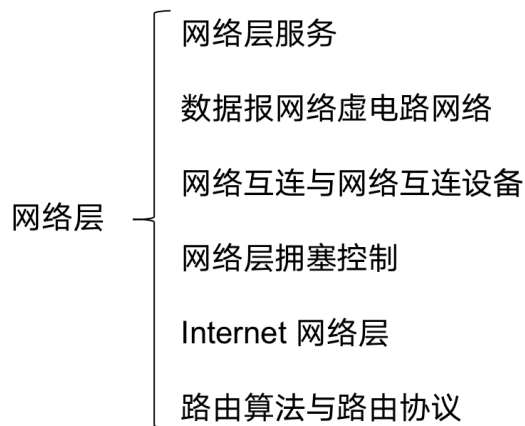 网络层
网络层服务
数据报网络虚电路网络
网络互连与网络互连设备
网络层拥塞控制
Internet 网络层
路由算法与路由协议